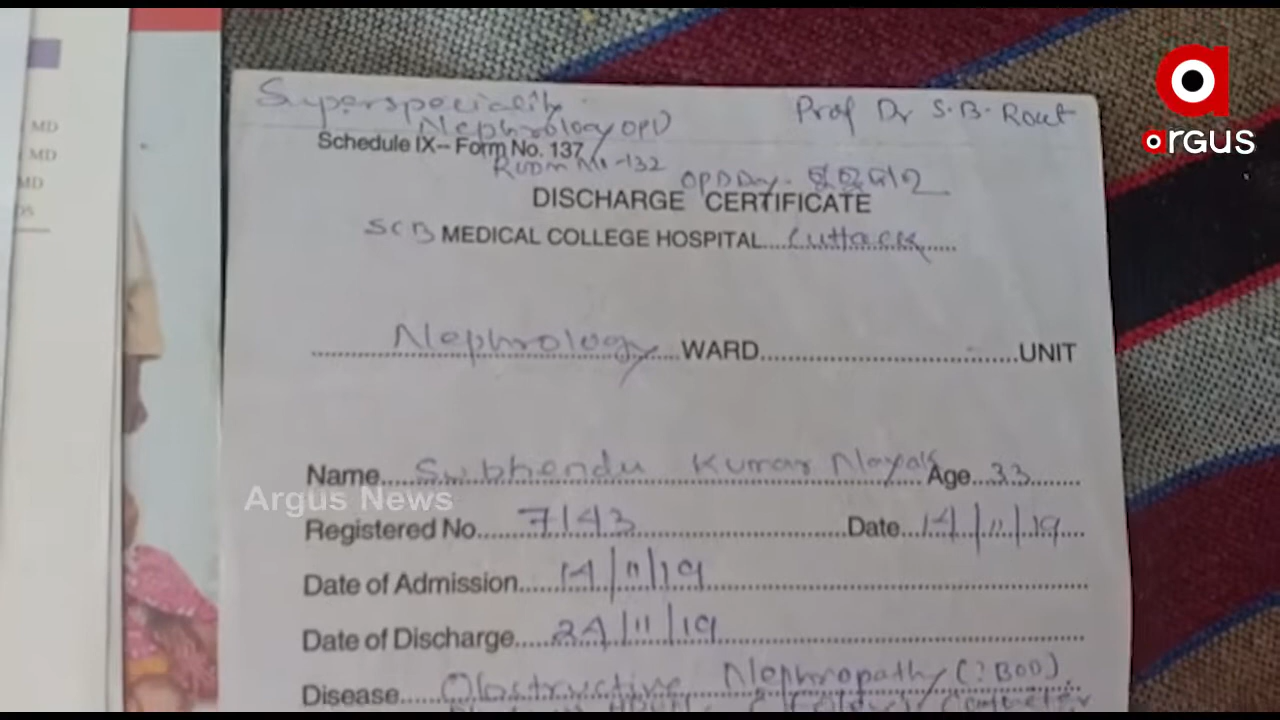 MD
MD
MD
argus
Superspeciality
Nephrology OPD
Prof Dr S.B. Rout
Schedule IX– Form No. 137
Room No -132
OPD Day -
DISCHARGE CERTIFICATE
SCB MEDICAL COLLEGE HOSPITAL....Cuttack........
Nephrology WARD........................................UNIT
Name....Subhendu Kumar Nayak Age..33........
Argus News
Registered No......7143..............................Date...14/11/19....
Date of Admission......14/11/19..................................................
Date of Discharge.....24/11/19..................................................
Disease.....Obstructive Nephropathy (?BOO).